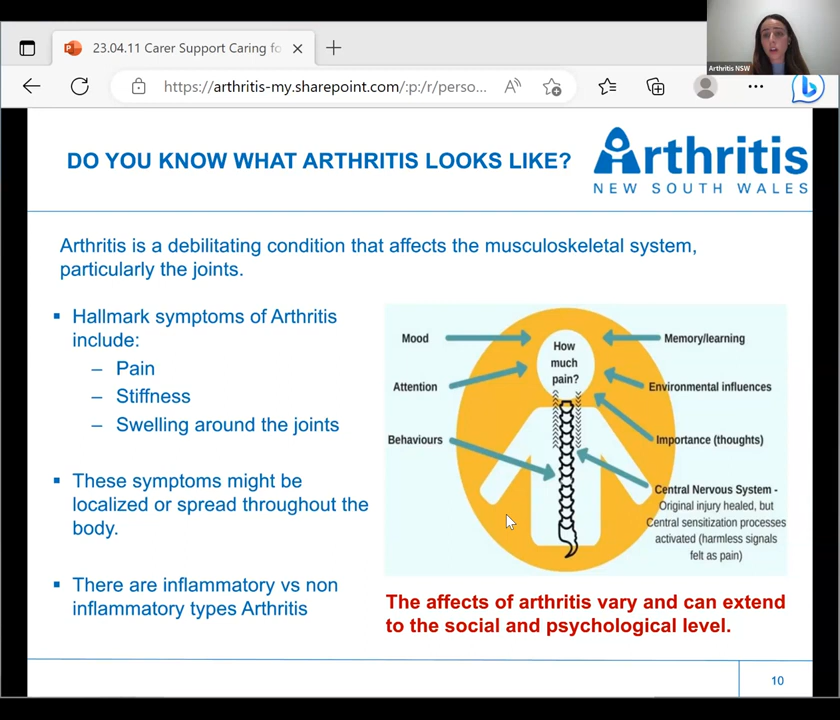 23.04.11 Carer Support Caring fo
https://arthritis-my.sharepoint.com/:p:/r/perso...
Arthritis NSW
DO YOU KNOW WHAT ARTHRITIS LOOKS LIKE?
Arthritis
NEW SOUTH WALES
Arthritis is a debilitating condition that affects the musculoskeletal system,
particularly the joints.
▪ Hallmark symptoms of Arthritis
include:
– Pain
– Stiffness
– Swelling around the joints
▪ These symptoms might be
localized or spread throughout the
body.
▪ There are inflammatory vs non
inflammatory types Arthritis
Mood
Attention
Behaviours
How
much
pain?
Memory/learning
Environmental influences
Importance (thoughts)
Central Nervous System -
Original injury healed, but
Central sensitization processes
activated (harmless signals
felt as pain)
The affects of arthritis vary and can extend
to the social and psychological level.
10